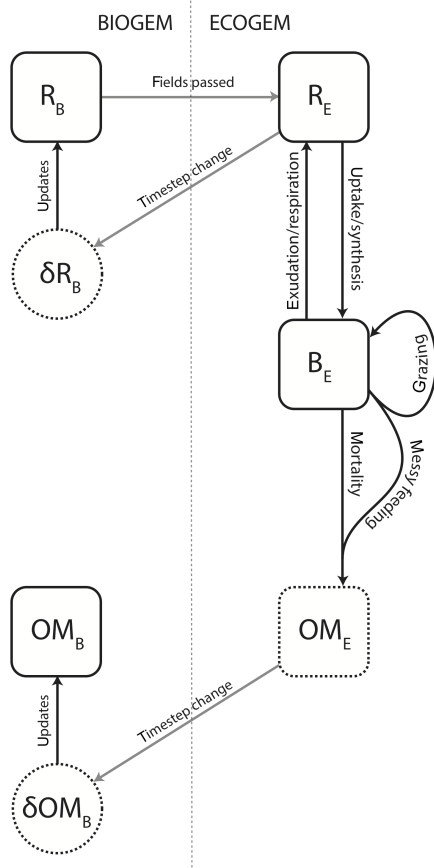 BIOGEM ECOGEM
R_B
Fields passed
R_E
Updates
Timestep change
Exudation/respiration
Uptake/synthesis
δR_B
B_E
Grazing
Mortality
Messy feeding
OM_B
OM_E
Updates
Timestep change
δOM_B